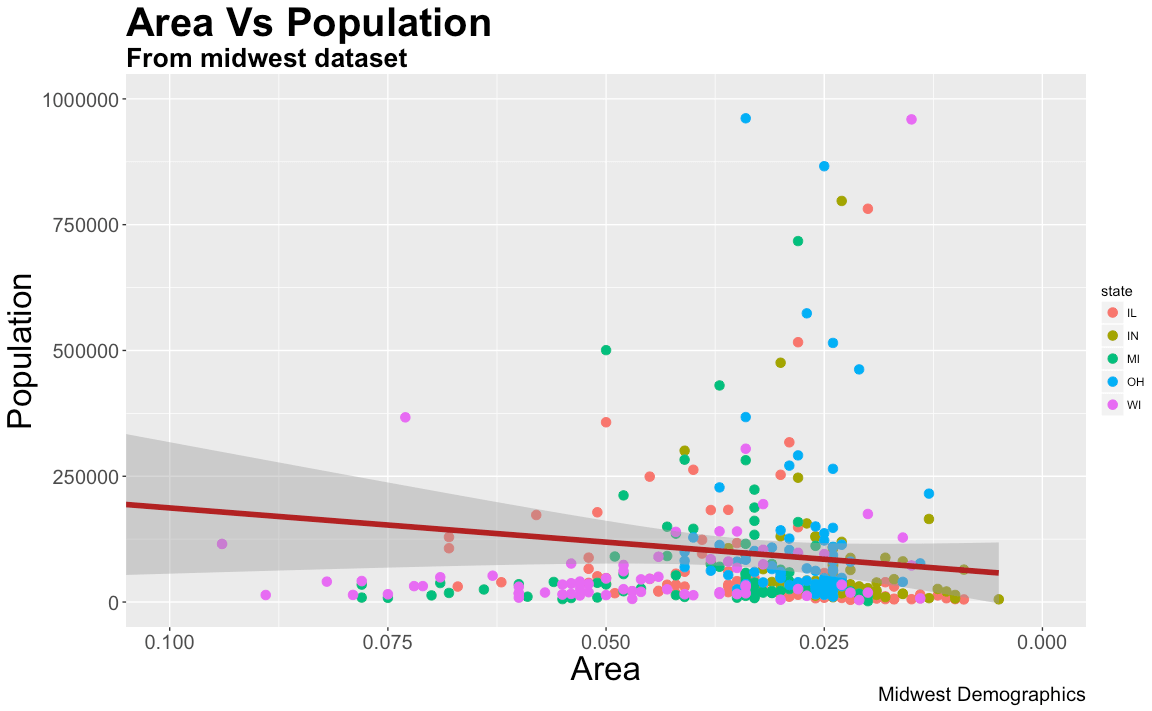 Area Vs Population
From midwest dataset
Population
1000000
750000
500000
250000
0
0.100 0.075 0.050 0.025 0.000
Area
state
IL
IN
MI
OH
WI
Midwest Demographics